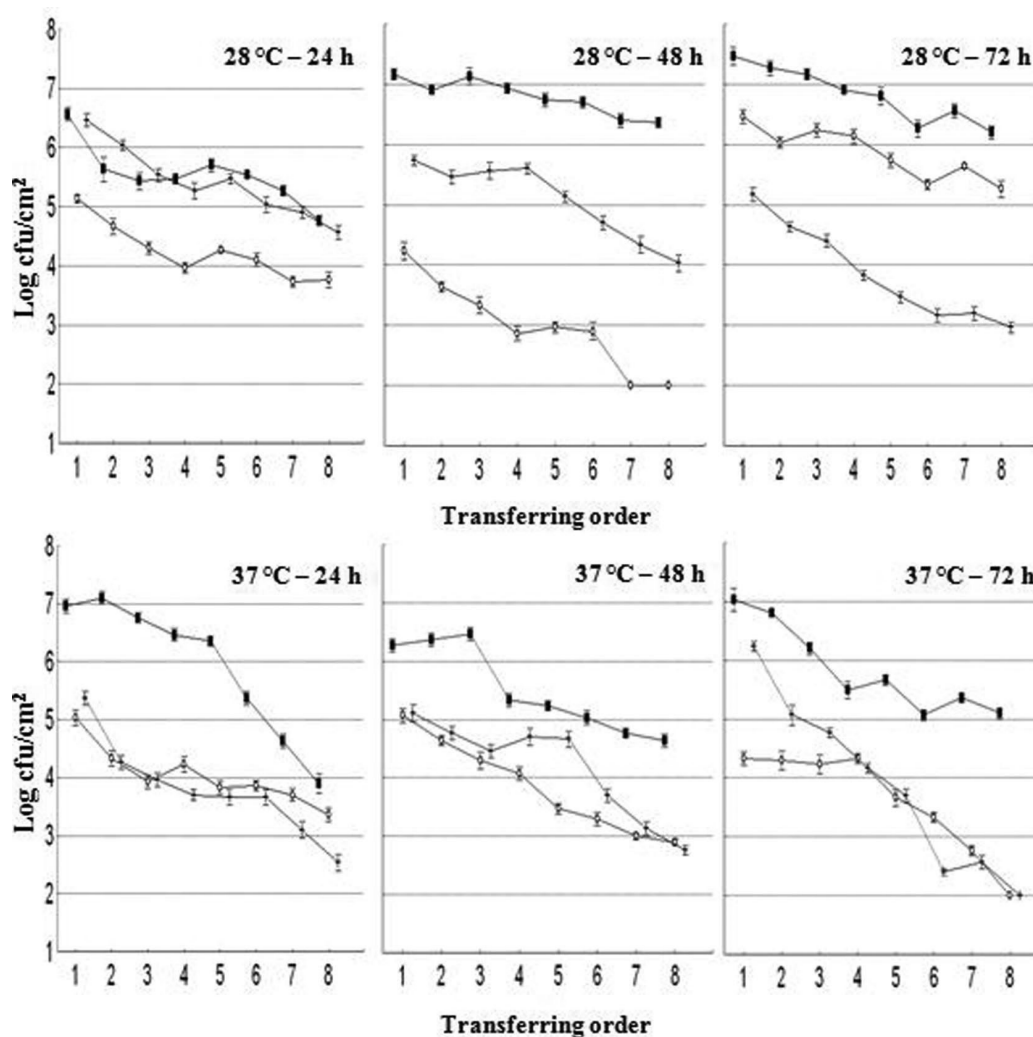 28 °C – 24 h
28 °C – 48 h
28 °C – 72 h
Log cfu/cm²
8
7
6
5
4
3
2
1
1 2 3 4 5 6 7 8
1 2 3 4 5 6 7 8
1 2 3 4 5 6 7 8
Transferring order
37 °C – 24 h
37 °C – 48 h
37 °C – 72 h
Log cfu/cm²
8
7
6
5
4
3
2
1
1 2 3 4 5 6 7 8
1 2 3 4 5 6 7 8
1 2 3 4 5 6 7 8
Transferring order